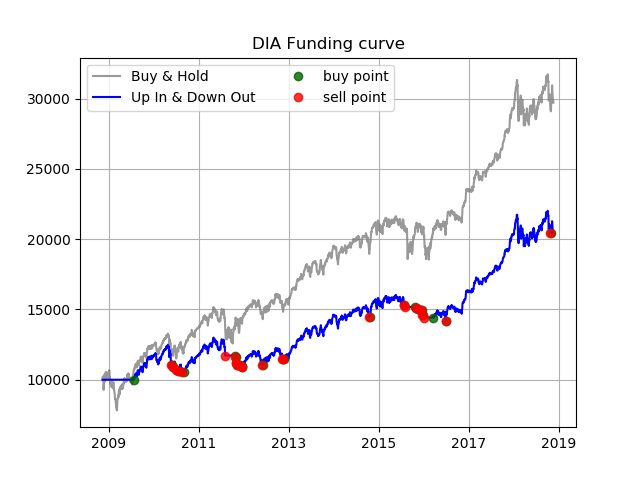 DIA Funding curve
Buy & Hold
Up In & Down Out
buy point
sell point
30000
25000
20000
15000
10000
2009
2011
2013
2015
2017
2019